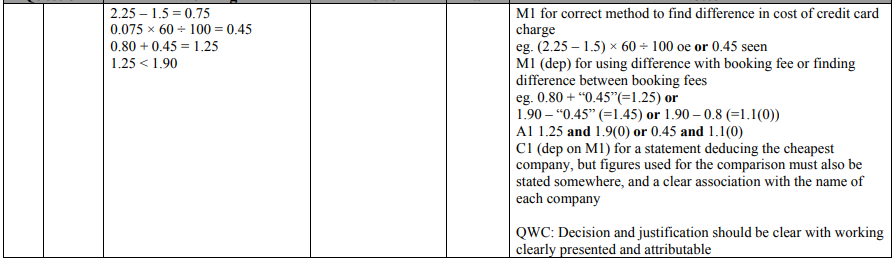 2.25 – 1.5 = 0.75
0.075 × 60 ÷ 100 = 0.45
0.80 + 0.45 = 1.25
1.25 < 1.90
M1 for correct method to find difference in cost of credit card
charge
eg. (2.25 – 1.5) × 60 ÷ 100 oe or 0.45 seen
M1 (dep) for using difference with booking fee or finding
difference between booking fees
eg. 0.80 + “0.45”(=1.25) or
1.90 – “0.45” (=1.45) or 1.90 – 0.8 (=1.1(0))
A1 1.25 and 1.9(0) or 0.45 and 1.1(0)
C1 (dep on M1) for a statement deducing the cheapest
company, but figures used for the comparison must also be
stated somewhere, and a clear association with the name of
each company
QWC: Decision and justification should be clear with working
clearly presented and attributable